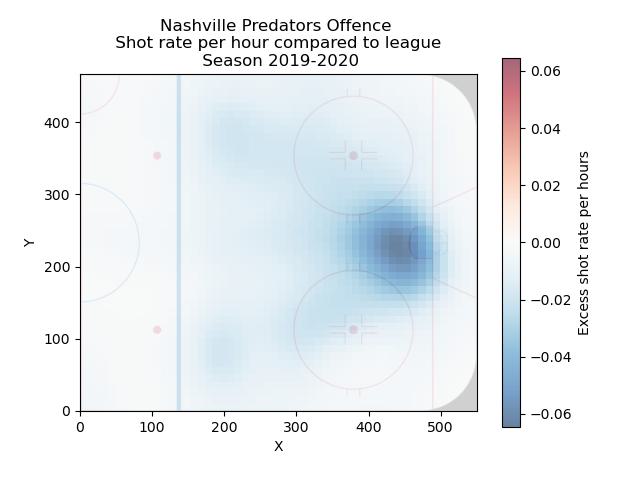 Nashville Predators Offence
Shot rate per hour compared to league
Season 2019-2020
0.06
0.04
0.02
0.00
−0.02
−0.04
−0.06
Excess shot rate per hours
400
300
200
100
0
Y
0 100 200 300 400 500
X